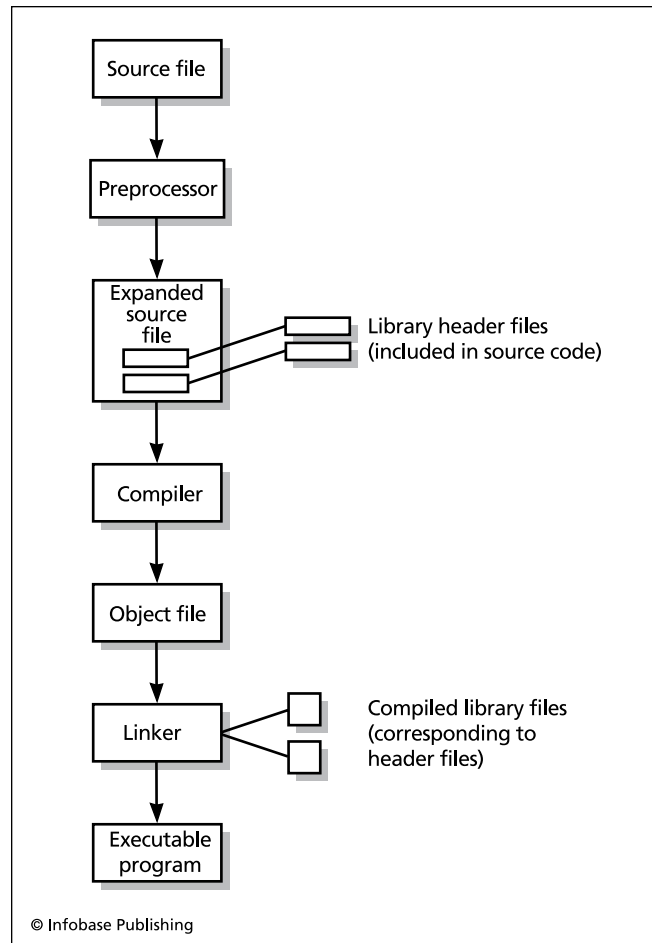 Source file
Preprocessor
Expanded
source
file
Library header files
(included in source code)
Compiler
Object file
Linker
Compiled library files
(corresponding to
header files)
Executable
program
© Infobase Publishing